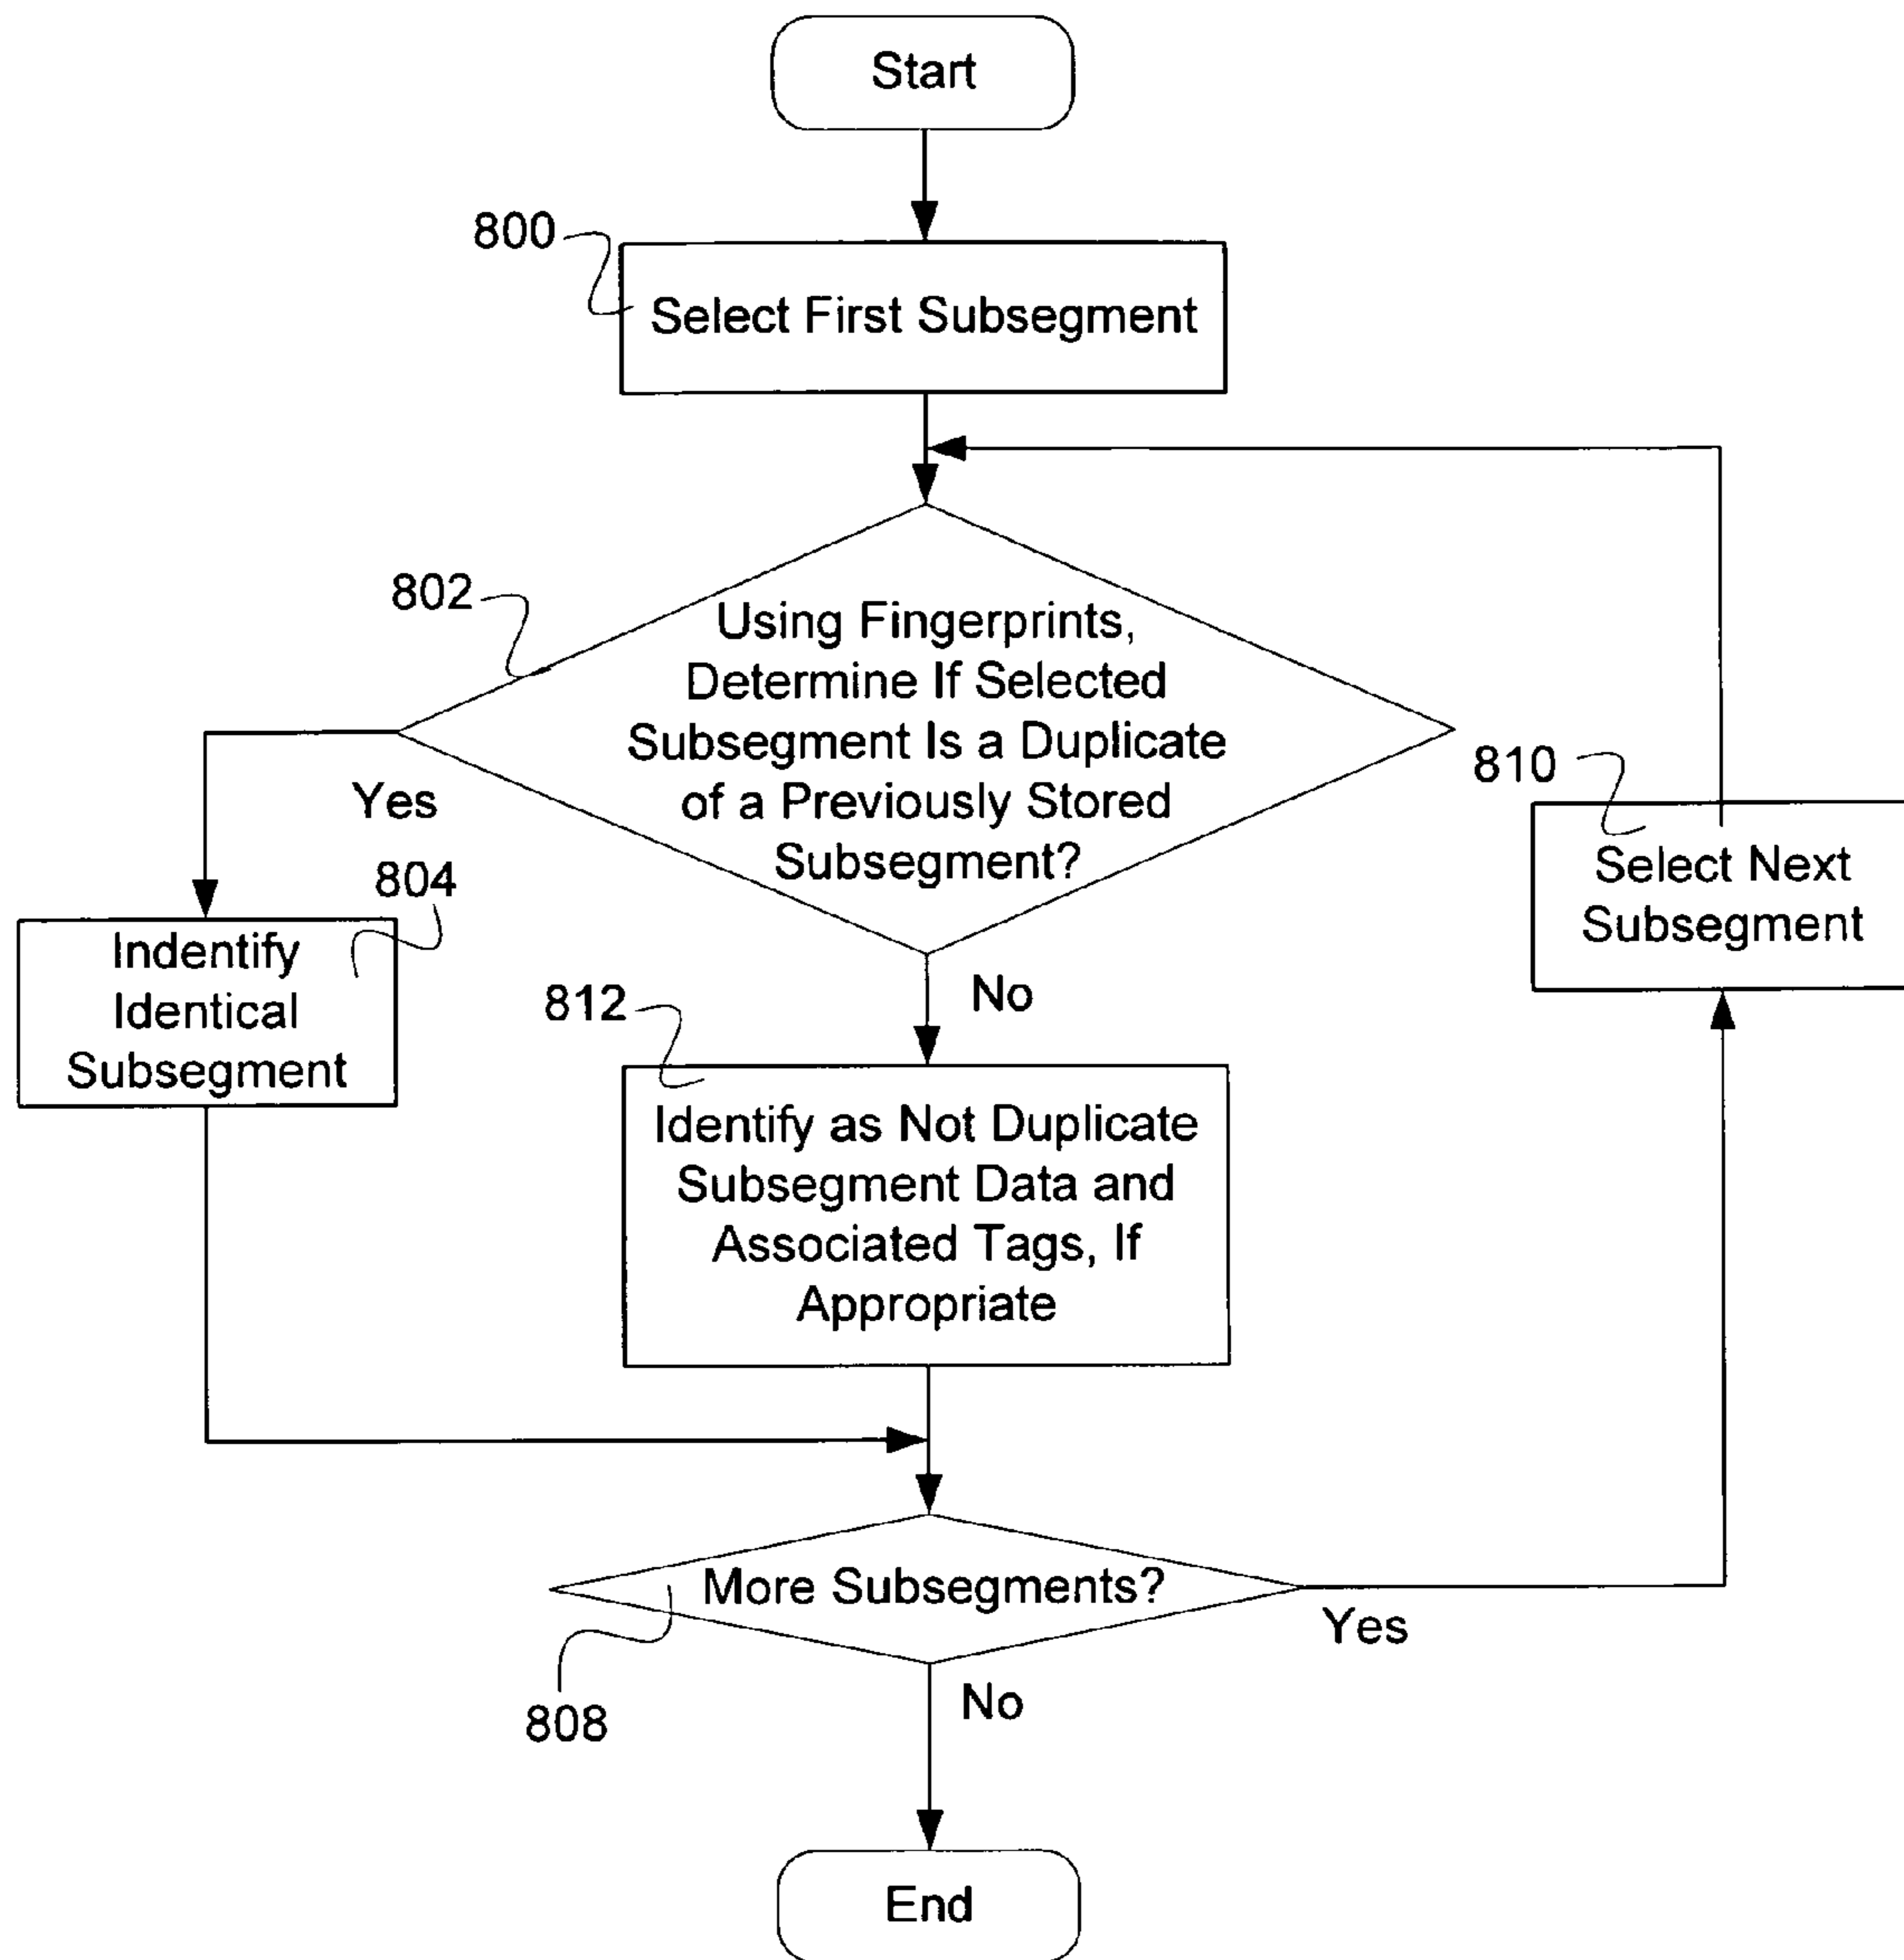 Start
800
Select First Subsegment
802
Using Fingerprints,
Determine If Selected
Subsegment Is a Duplicate
of a Previously Stored
Subsegment?
Yes
804
Indentify
Identical
Subsegment
810
Select Next
Subsegment
No
812
Identify as Not Duplicate
Subsegment Data and
Associated Tags, If
Appropriate
More Subsegments?
Yes
808
No
End